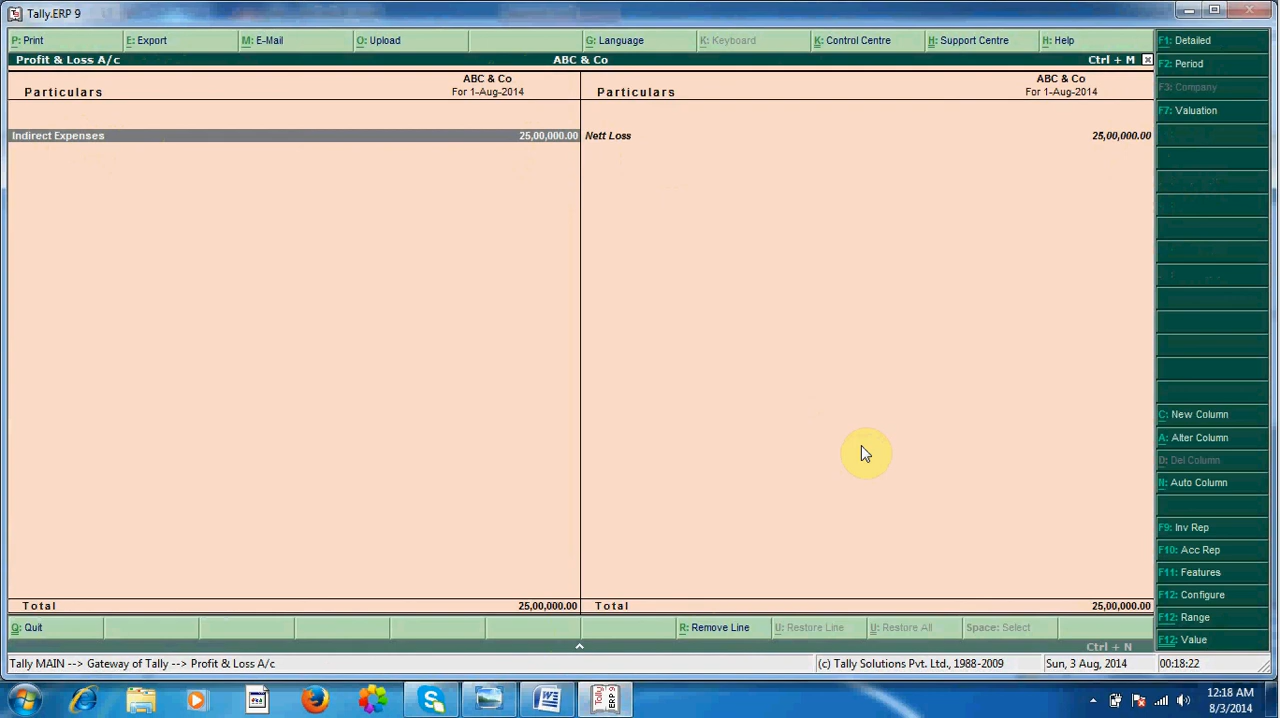 Tally.ERP 9
P: Print
E: Export
M: E-Mail
O: Upload
G: Language
K: Keyboard
K: Control Centre
H: Support Centre
H: Help
F1: Detailed
Profit & Loss A/c
ABC & Co
Ctrl + M
F2: Period
F3: Company
F7: Valuation
Particulars
ABC & Co
For 1-Aug-2014
Particulars
ABC & Co
For 1-Aug-2014
Indirect Expenses
25,00,000.00
Nett Loss
25,00,000.00
C: New Column
A: Alter Column
D: Del Column
N: Auto Column
F9: Inv Rep
F10: Acc Rep
F11: Features
F12: Configure
F12: Range
F12: Value
Total
25,00,000.00
Total
25,00,000.00
Q: Quit
R: Remove Line
U: Restore Line
U: Restore All
Space: Select
Ctrl + N
Tally MAIN --> Gateway of Tally --> Profit & Loss A/c
(c) Tally Solutions Pvt. Ltd., 1988-2009
Sun, 3 Aug, 2014
00:18:22
Tally
ERP 9
12:18 AM
8/3/2014